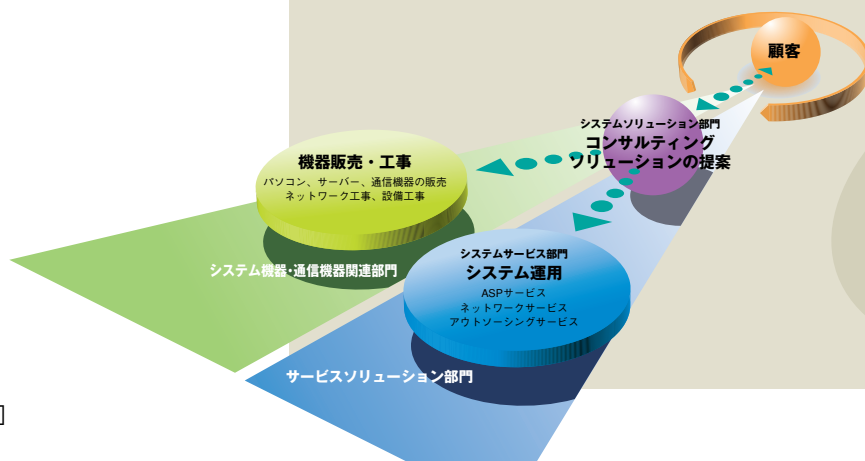 顧客
システムソリューション部門
コンサルティング
ソリューションの提案
機器販売・工事
パソコン、サーバー、通信機器の販売
ネットワーク工事、設備工事
システム機器・通信機器関連部門
システムサービス部門
システム運用
ASPサービス
ネットワークサービス
アウトソーシングサービス
サービスソリューション部門
]